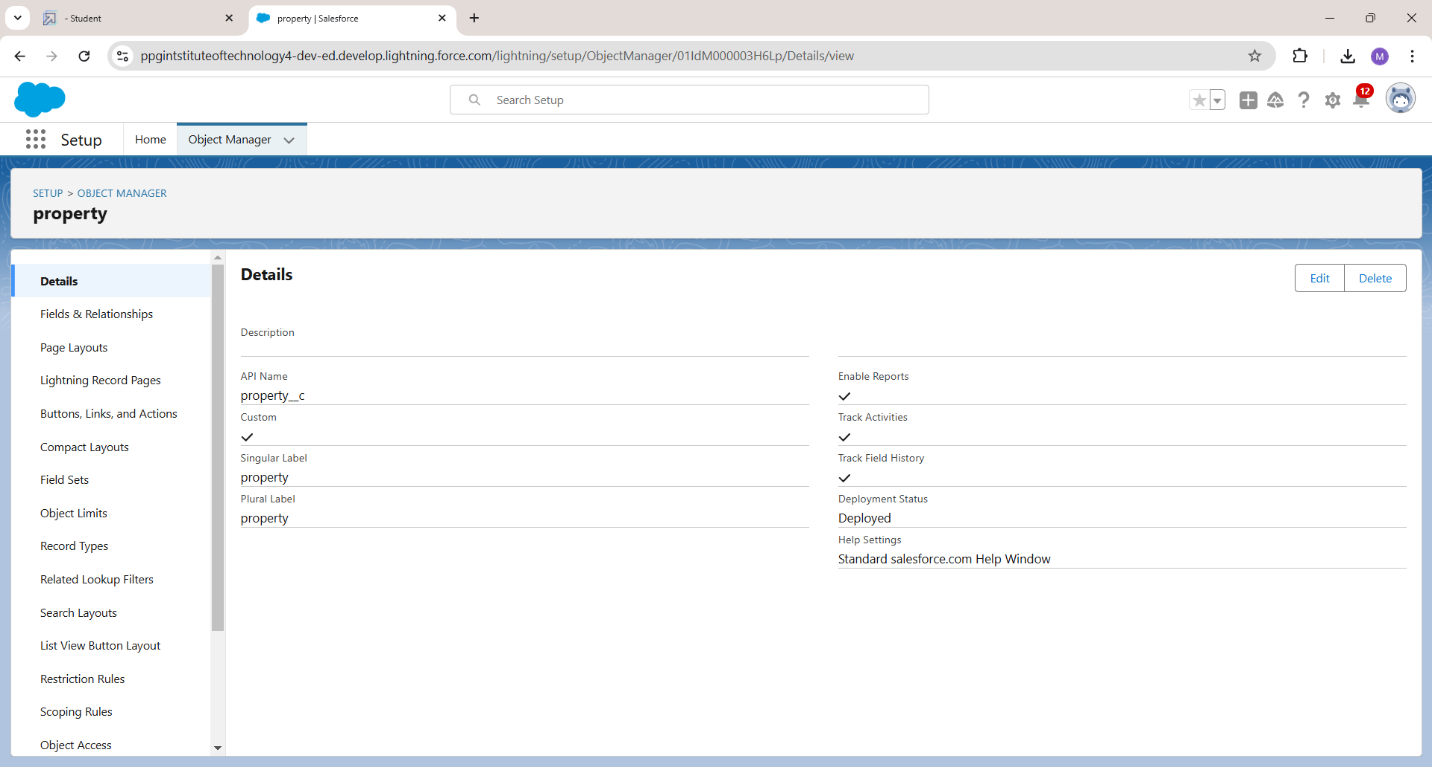 - Student
property | Salesforce
ppgintstituteoftechnology4-dev-ed.develop.lightning.force.com/lightning/setup/ObjectManager/01IdM000003H6Lp/Details/view
M
Search Setup
12
Setup
Home
Object Manager
SETUP > OBJECT MANAGER
property
Details
Fields & Relationships
Page Layouts
Lightning Record Pages
Buttons, Links, and Actions
Compact Layouts
Field Sets
Object Limits
Record Types
Related Lookup Filters
Search Layouts
List View Button Layout
Restriction Rules
Scoping Rules
Object Access
Details
Edit
Delete
Description
API Name
property__c
Custom
Singular Label
property
Plural Label
property
Enable Reports
Track Activities
Track Field History
Deployment Status
Deployed
Help Settings
Standard salesforce.com Help Window